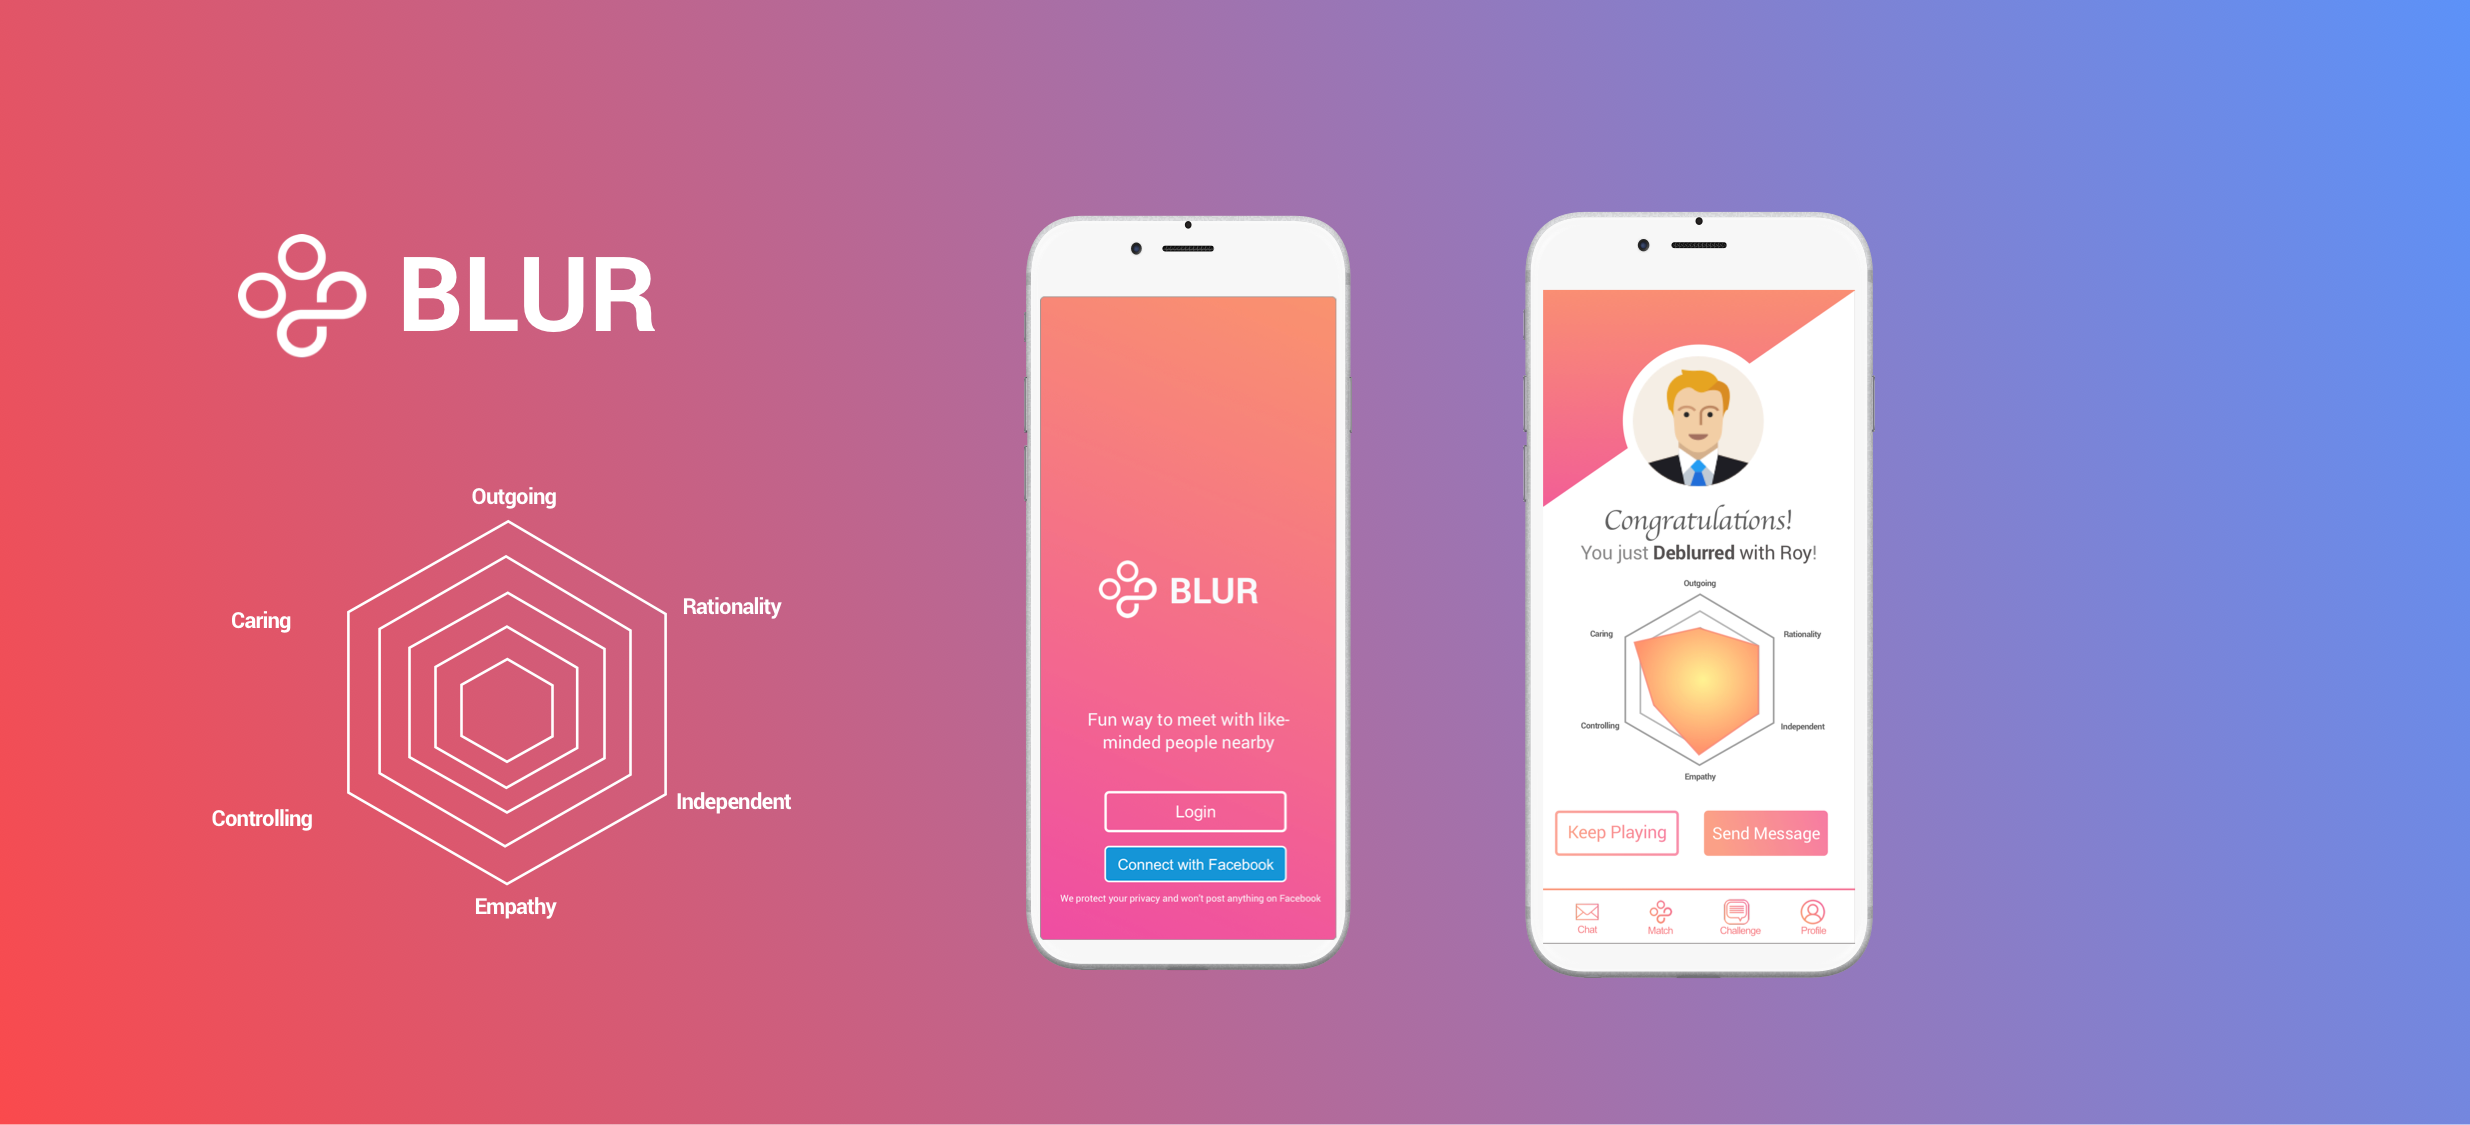 BLUR
Outgoing
Caring
Rationality
Controlling
Independent
Empathy
BLUR
Fun way to meet with like-
minded people nearby
Login
Connect with Facebook
We protect your privacy and won't post anything on Facebook
Congratulations!
You just Deblurred with Roy!
Outgoing
Caring
Rationality
Controlling
Independent
Empathy
Keep Playing
Send Message
Chat
Match
Challenge
Profile